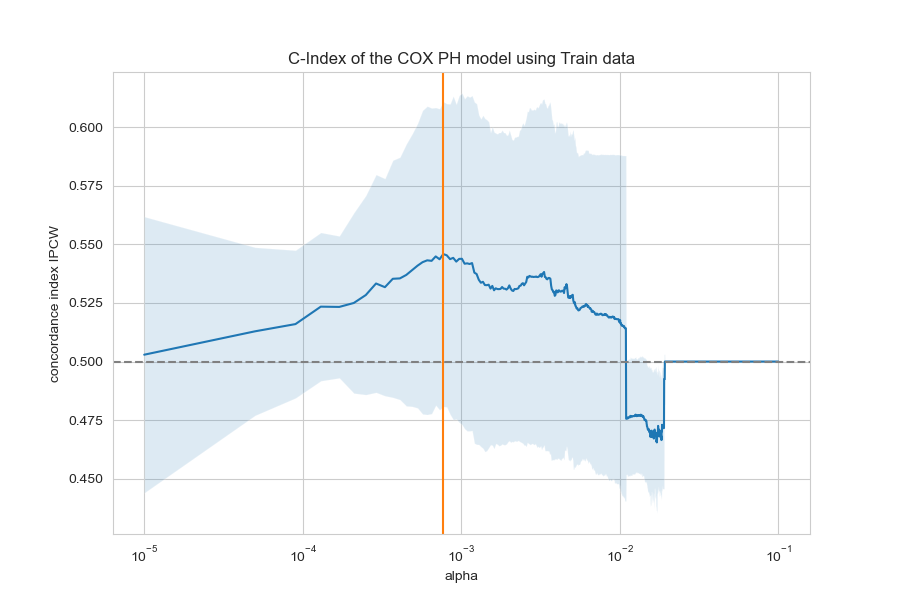 C-Index of the COX PH model using Train data
concordance index IPCW
0.600
0.575
0.550
0.525
0.500
0.475
0.450
10⁻⁵ 10⁻⁴ 10⁻³ 10⁻² 10⁻¹
alpha